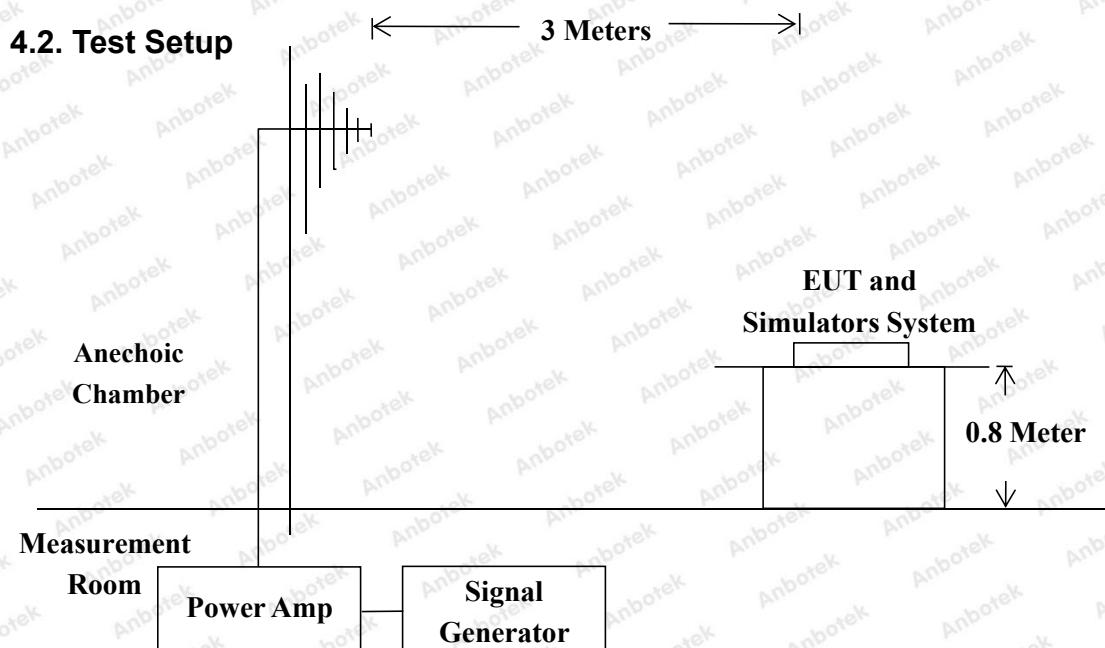 4.2. Test Setup
3 Meters
EUT and
Simulators System
Anechoic
Chamber
0.8 Meter
Measurement
Room
Power Amp
Signal
Generator
Anbotek